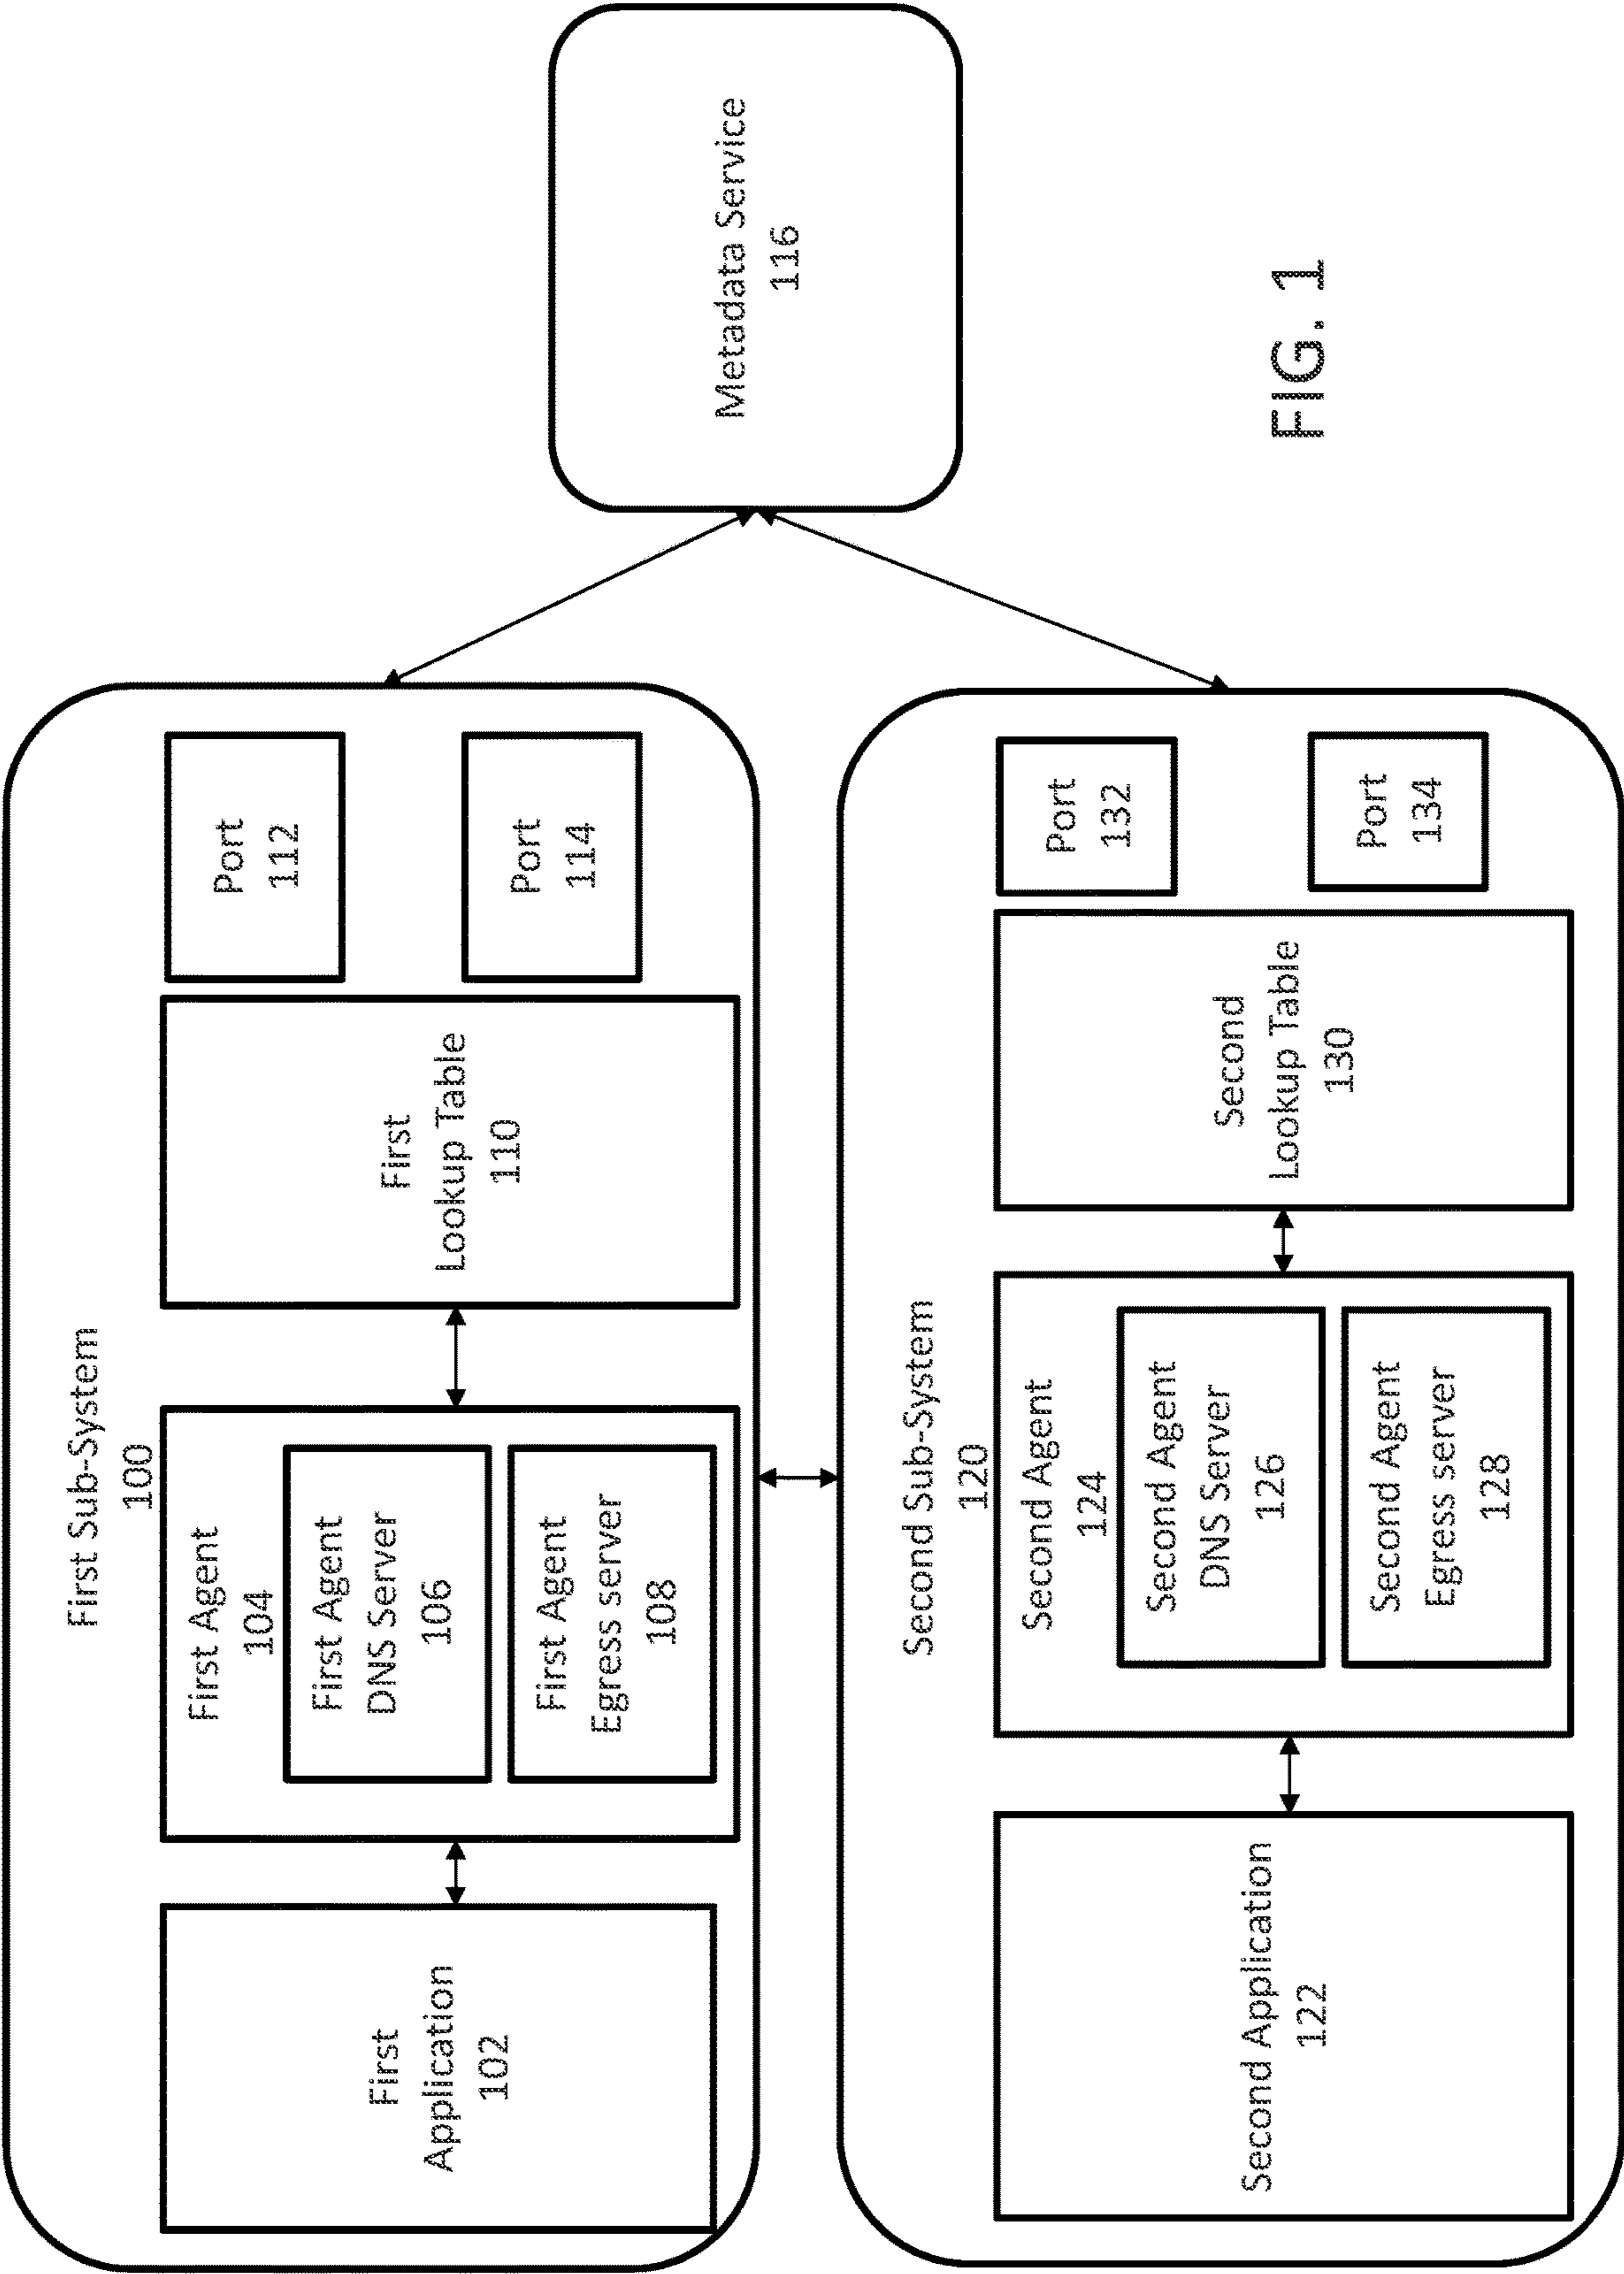 First Sub-System
100
First
Application
102
First Agent
104
First Agent
DNS Server
106
First Agent
Egress server
108
First
Lookup Table
110
Port
112
Port
114
Metadata Service
116
Second Sub-System
120
Second Application
122
Second Agent
124
Second Agent
DNS Server
126
Second Agent
Egress server
128
Second
Lookup Table
130
Port
132
Port
134
FIG. 1